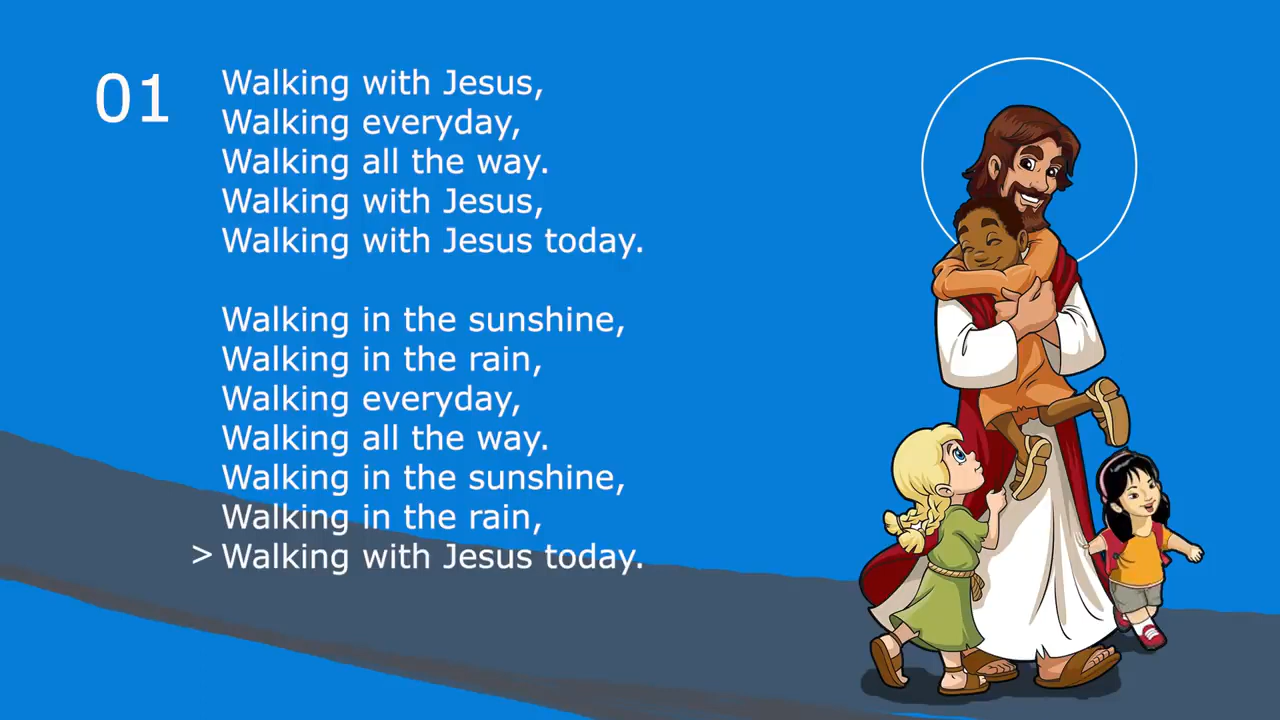 01
Walking with Jesus,
Walking everyday,
Walking all the way.
Walking with Jesus,
Walking with Jesus today.
Walking in the sunshine,
Walking in the rain,
Walking everyday,
Walking all the way.
Walking in the sunshine,
Walking in the rain,
> Walking with Jesus today.